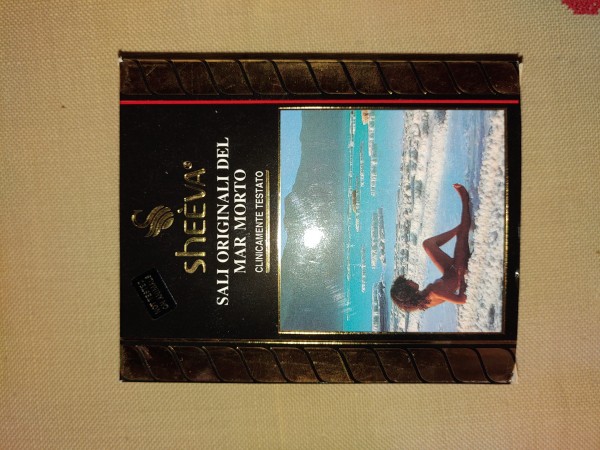 sheeva®
SALI ORIGINALI DEL
MAR MORTO
CLINICAMENTE TESTATO